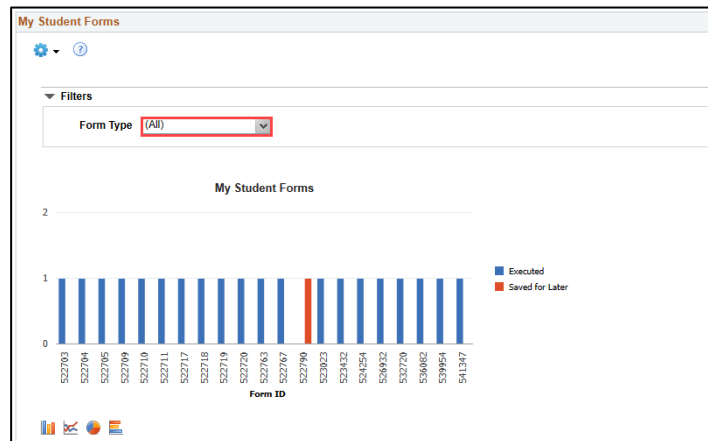 My Student Forms
?
Filters
Form Type (All)
My Student Forms
2
1
0
Executed
Saved for Later
522703 522704 522705 522709 522710 522711 522717 522718 522719 522720 522763 522767 522790 523023 523432 524254 526932 532720 536082 539954 541347
Form ID